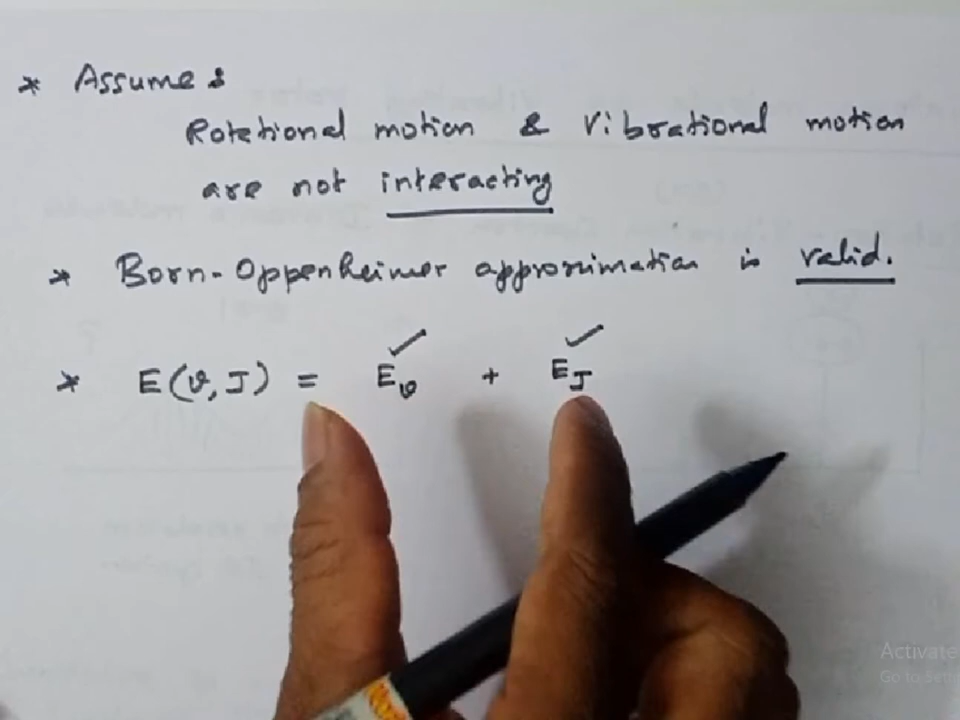 * Assume :
Rotational motion & Vibrational motion
are not interacting
* Born-Oppenheimer approximation is valid.
* E(v, J) = Ev + EJ
Activate